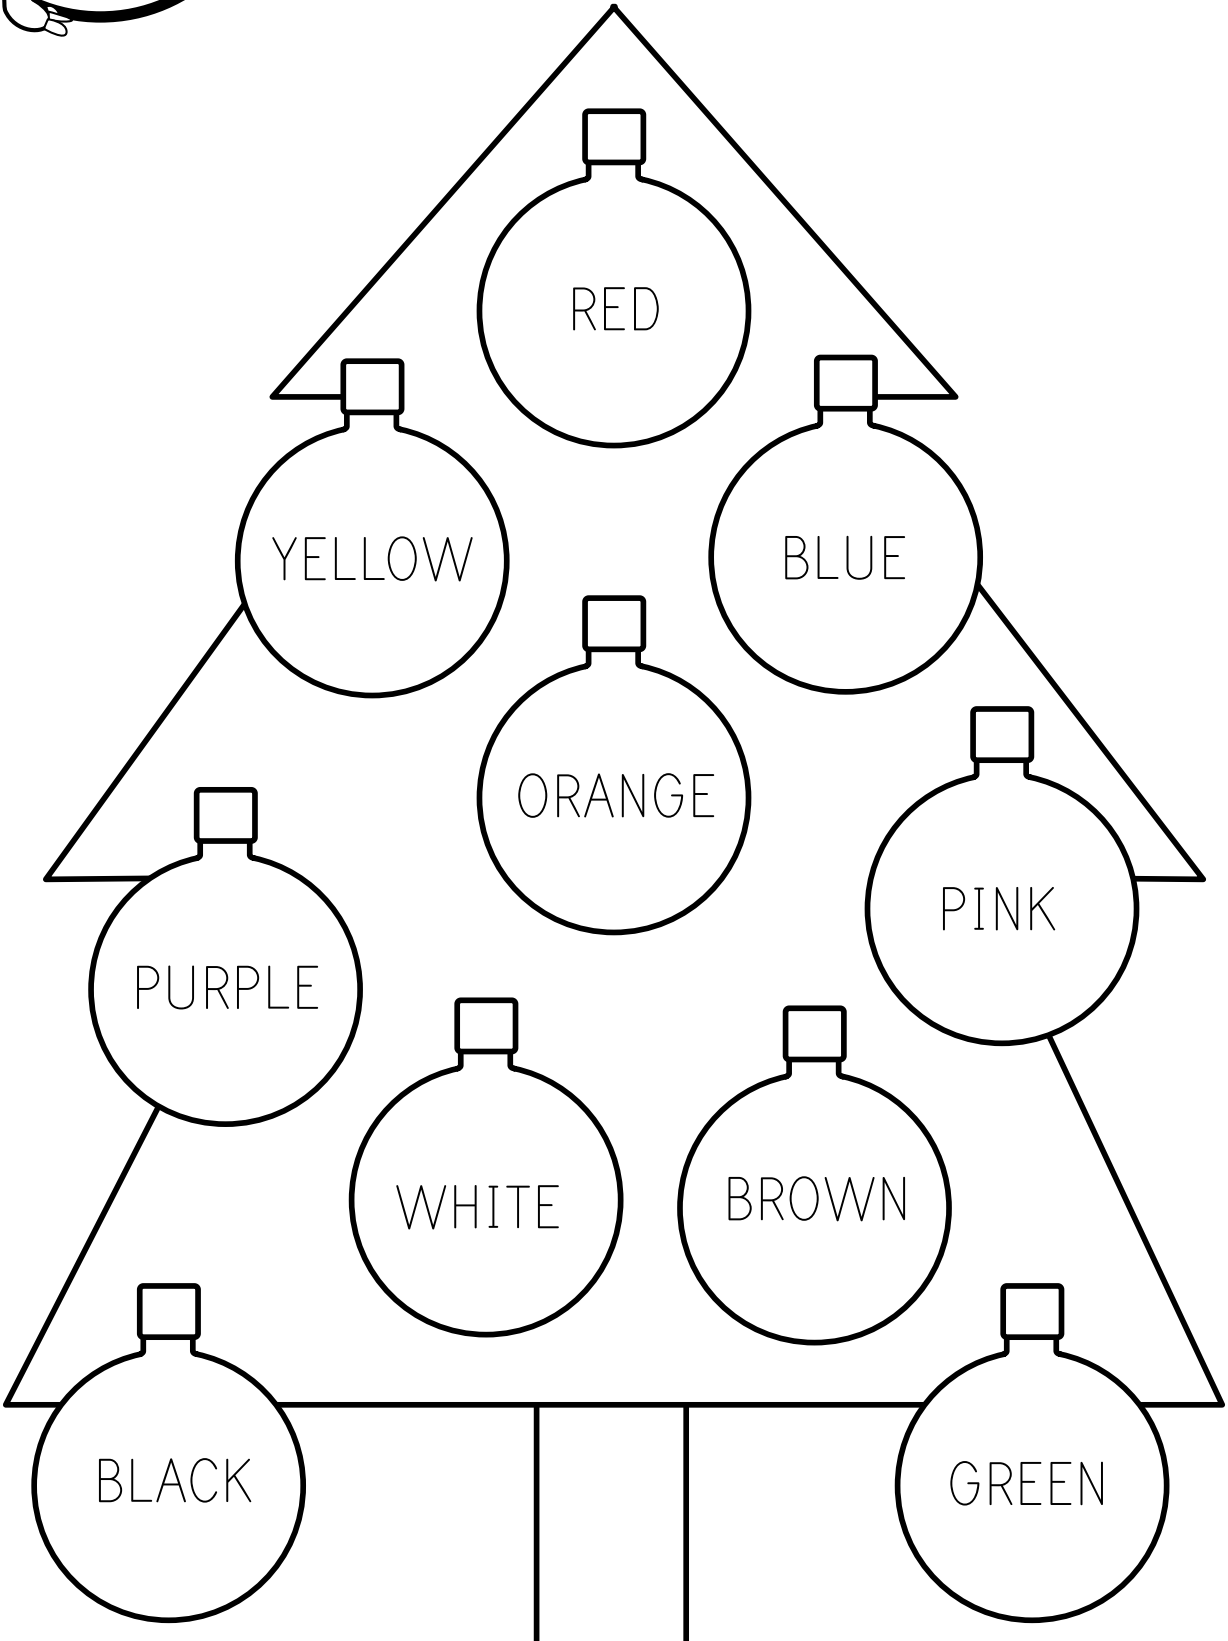 RED
YELLOW
BLUE
ORANGE
PINK
PURPLE
WHITE
BROWN
BLACK
GREEN